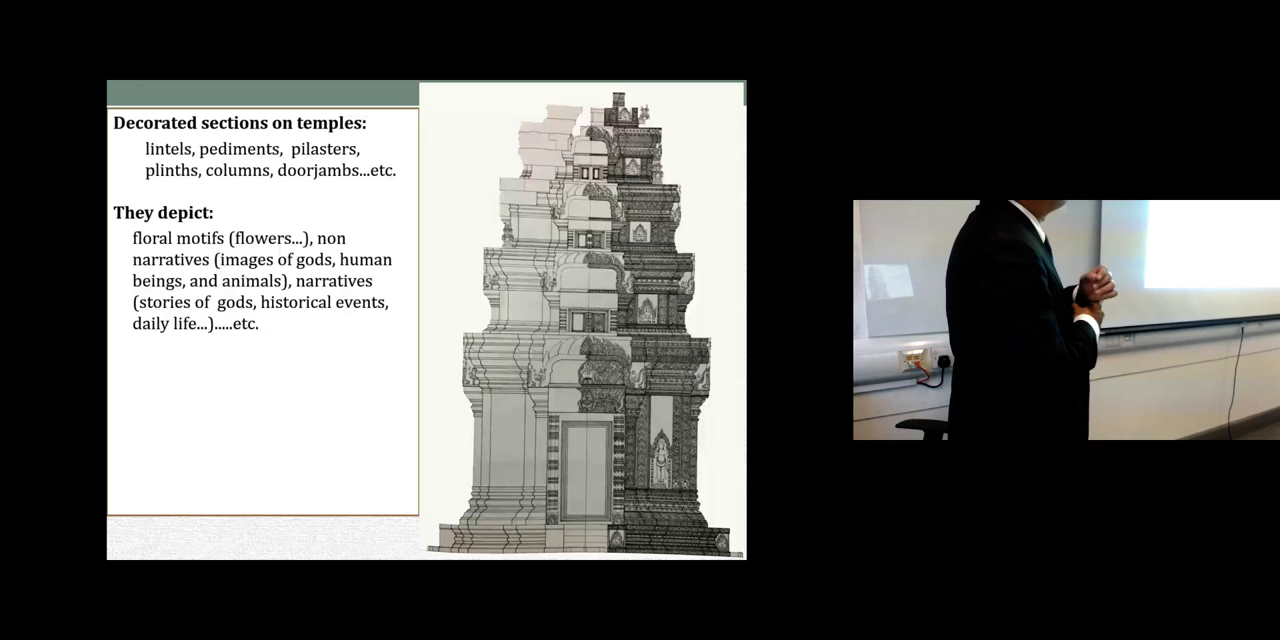 Decorated sections on temples:
lintels, pediments, pilasters,
plinths, columns, doorjambs...etc.
They depict:
floral motifs (flowers...), non
narratives (images of gods, human
beings, and animals), narratives
(stories of gods, historical events,
daily life...).....etc.